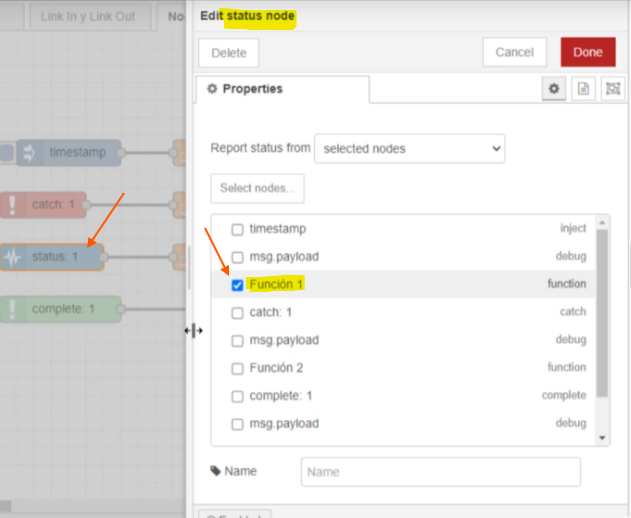 Link In y Link Out
No
Edit status node
Delete
Cancel
Done
Properties
Report status from
selected nodes
Select nodes...
timestamp inject
msg.payload debug
Función 1 function
catch: 1 catch
msg.payload debug
Función 2 function
complete: 1 complete
msg.payload debug
Name
Name
timestamp
catch: 1
status: 1
complete: 1